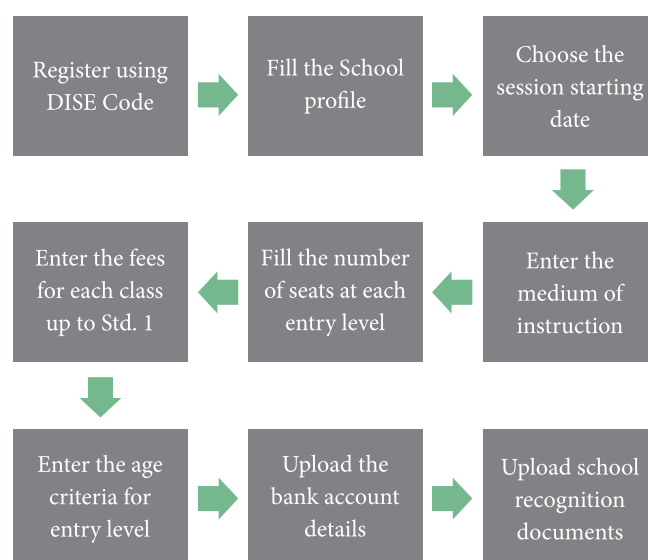 Register using
DISE Code
Fill the School
profile
Choose the
session starting
date
Enter the
medium of
instruction
Fill the number
of seats at each
entry level
Enter the fees
for each class
up to Std. 1
Enter the age
criteria for
entry level
Upload the
bank account
details
Upload school
recognition
documents